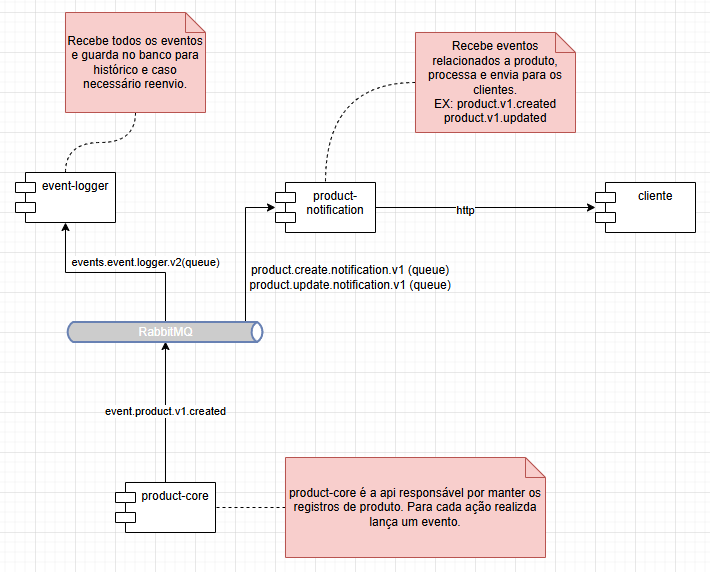 Recebe todos os eventos
e guarda no banco para
histórico e caso
necessário reenvio.
Recebe eventos
relacionados a produto,
processa e envia para os
clientes.
EX: product.v1.created
product.v1.updated
event-logger
product-
notification
http
cliente
events.event.logger.v2(queue)
product.create.notification.v1 (queue)
product.update.notification.v1 (queue)
RabbitMQ
event.product.v1.created
product-core
product-core é a api responsável por manter os
registros de produto. Para cada ação realizda
lança um evento.